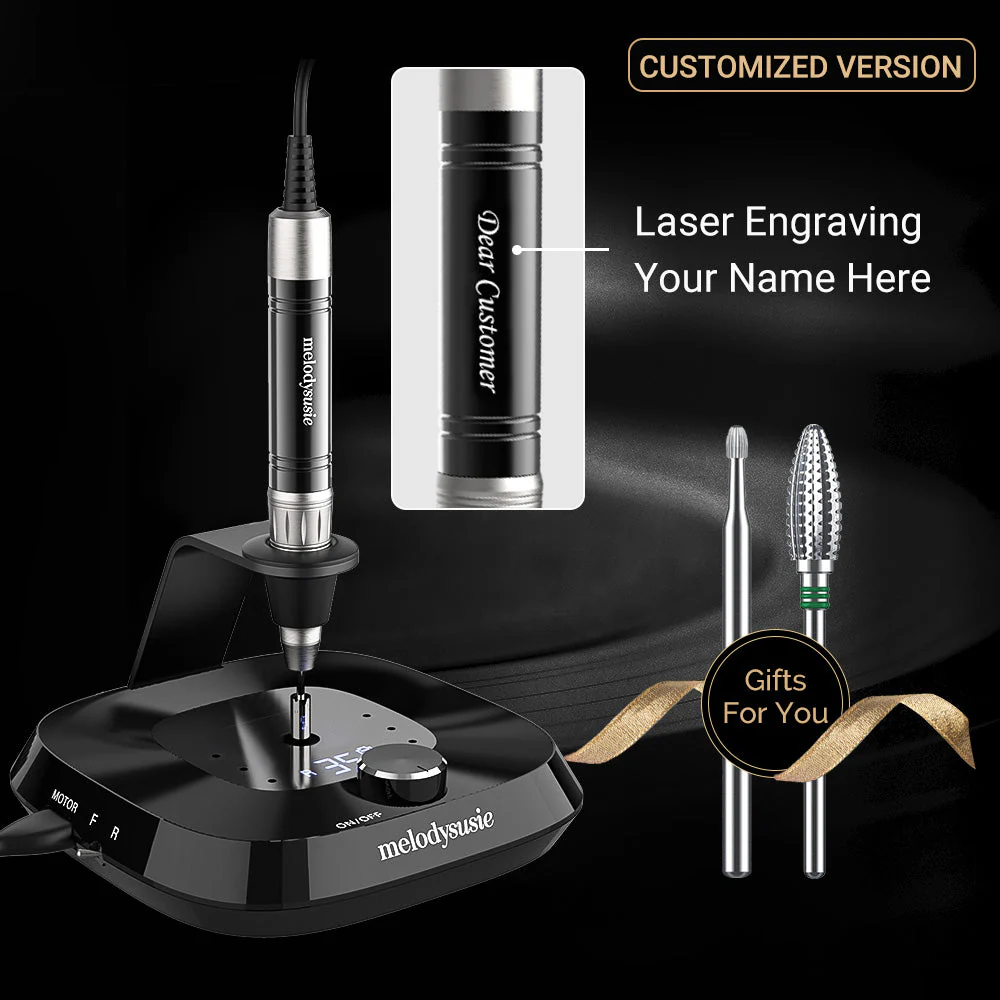 CUSTOMIZED VERSION
Laser Engraving
Your Name Here
Dear Customer
melodysusie
Gifts
For You
MOTOR F R
ON/OFF
melodysusie